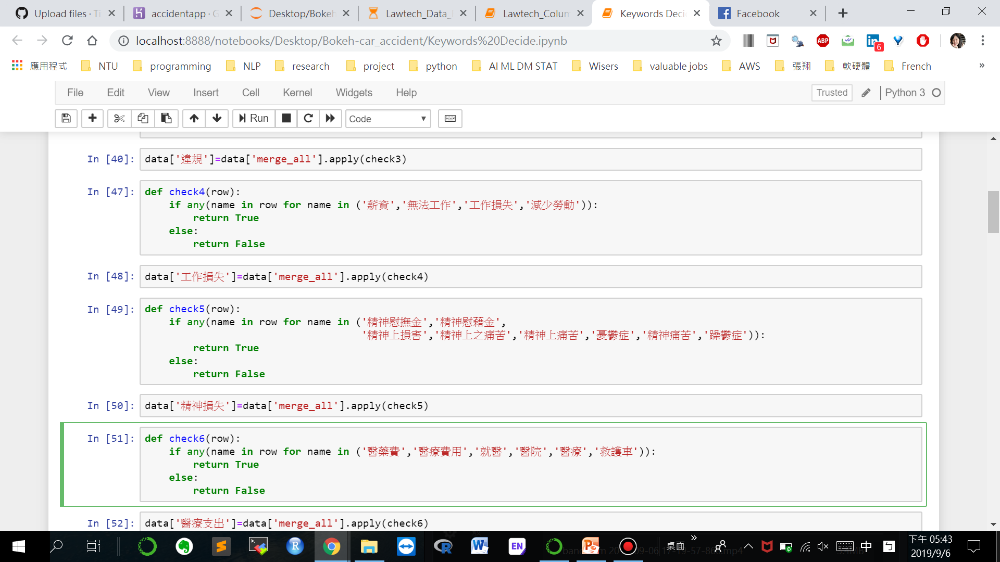 Upload files · Ti
accidentapp · G
Desktop/Bokeh
Lawtech_Data_
Lawtech_Colum
Keywords Deci
Facebook
localhost:8888/notebooks/Desktop/Bokeh-car_accident/Keywords%20Decide.ipynb
ABP
6
應用程式 NTU programming NLP research project python AI ML DM STAT Wisers valuable jobs AWS 張翔 軟硬體 French »
File Edit View Insert Cell Kernel Widgets Help Trusted Python 3
Run Code
In [40]: data['違規']=data['merge_all'].apply(check3)
In [47]: def check4(row):
if any(name in row for name in ('薪資','無法工作','工作損失','減少勞動')):
return True
else:
return False
In [48]: data['工作損失']=data['merge_all'].apply(check4)
In [49]: def check5(row):
if any(name in row for name in ('精神慰撫金','精神慰藉金',
'精神上損害','精神上之痛苦','精神上痛苦','憂鬱症','精神痛苦','躁鬱症')):
return True
else:
return False
In [50]: data['精神損失']=data['merge_all'].apply(check5)
In [51]: def check6(row):
if any(name in row for name in ('醫藥費','醫療費用','就醫','醫院','醫療','救護車')):
return True
else:
return False
In [52]: data['醫療支出']=data['merge_all'].apply(check6)
EN
桌面 »
中
下午 05:43
2019/9/6